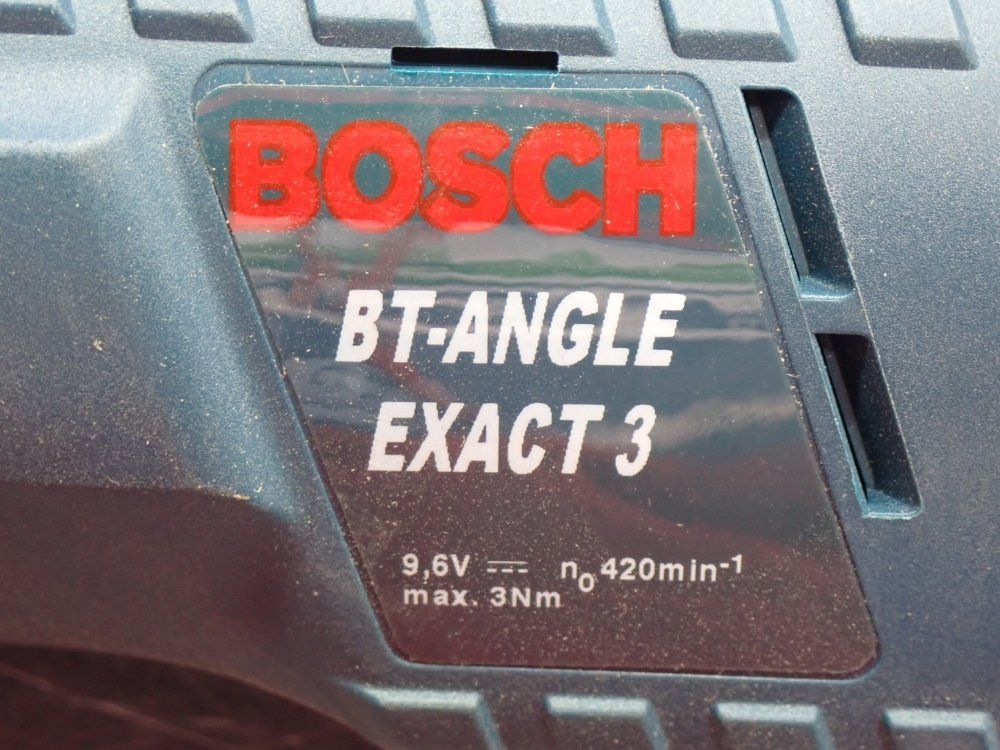 BOSCH
BT-ANGLE
EXACT 3
9,6V ⎓ n₀ 420min⁻¹
max. 3Nm